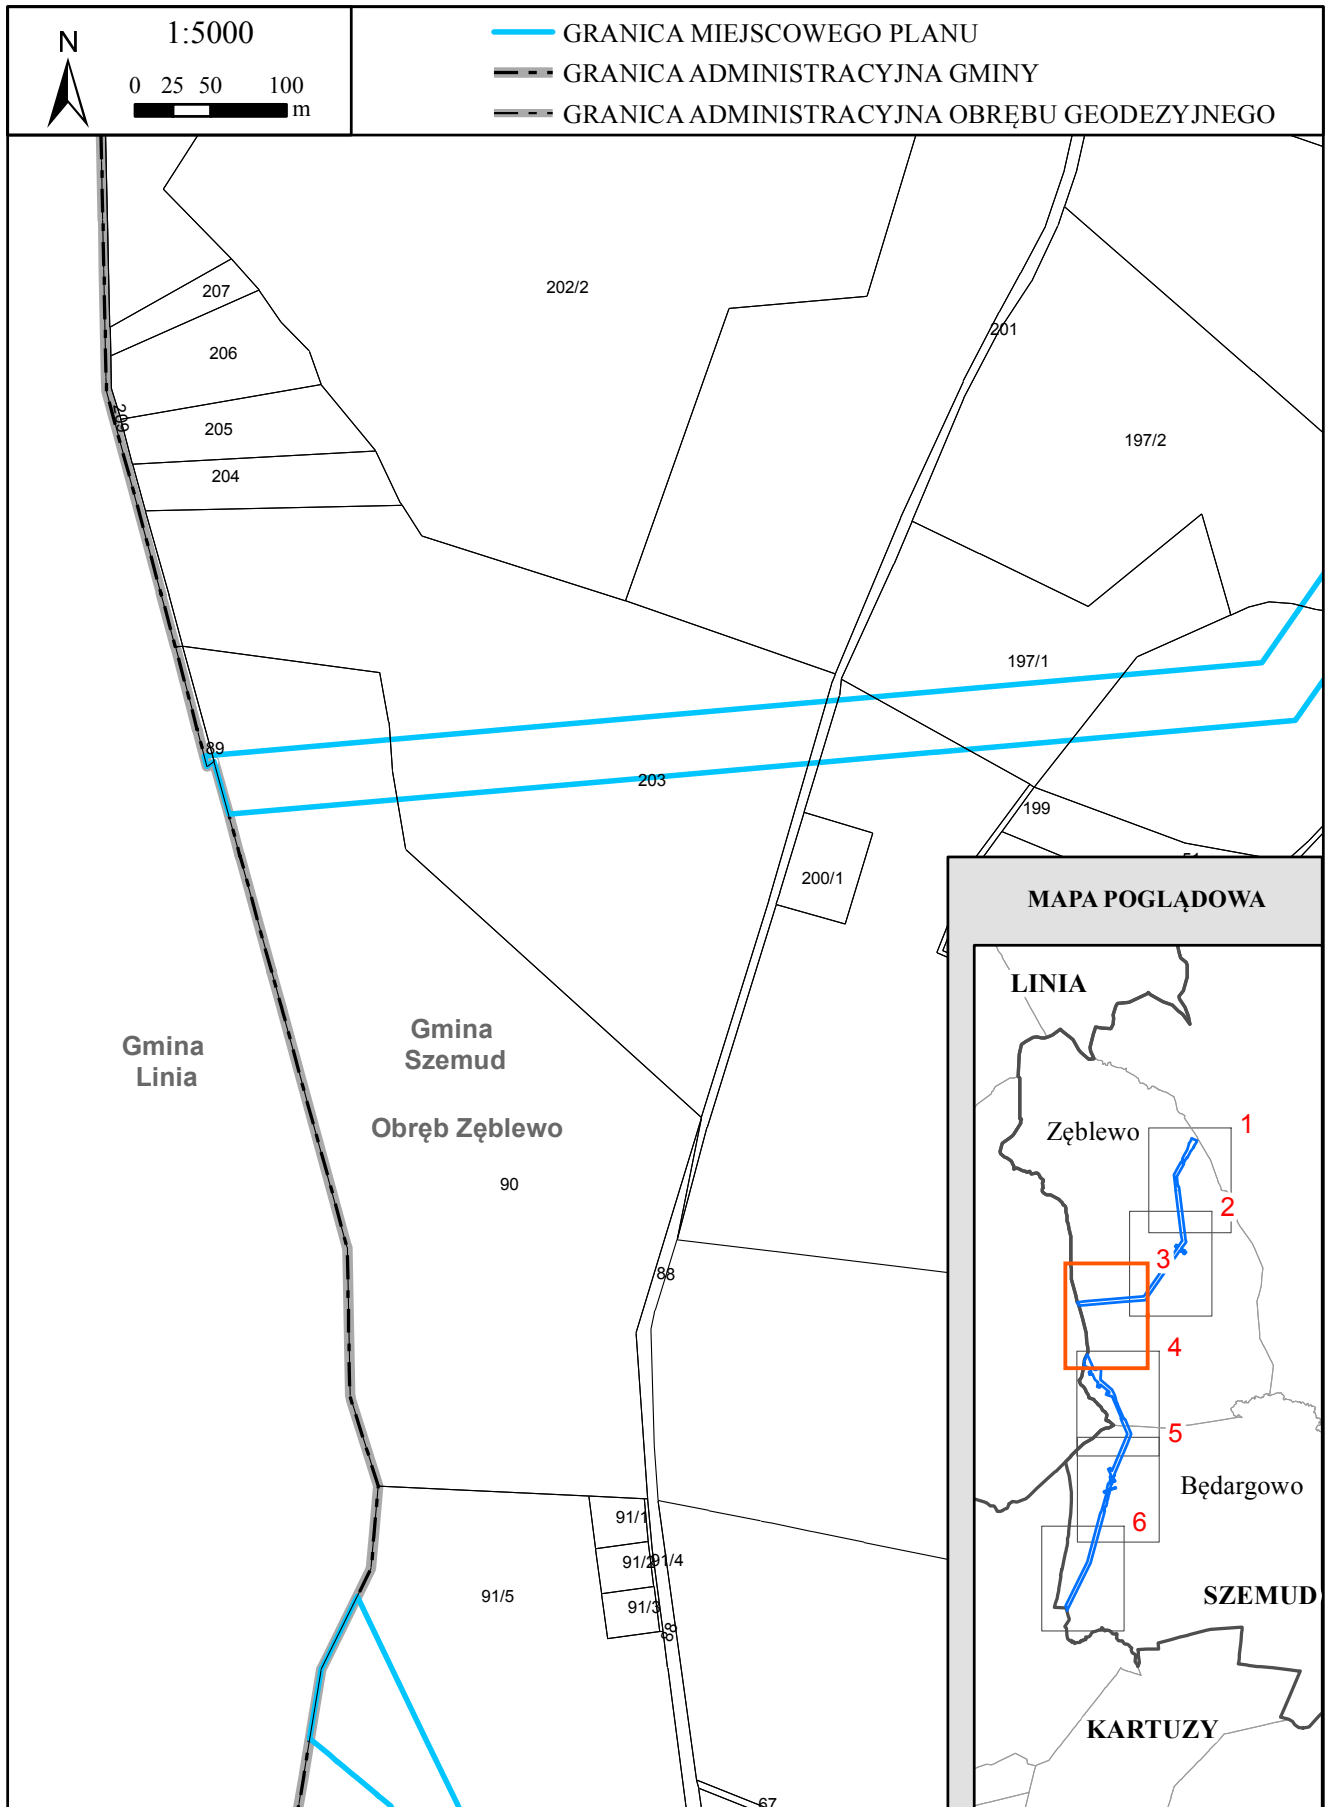 N
1:5000
0 25 50 100
m
GRANICA MIEJSCOWEGO PLANU
GRANICA ADMINISTRACYJNA GMINY
GRANICA ADMINISTRACYJNA OBRĘBU GEODEZYJNEGO
207
202/2
201
206
209
205
197/2
204
197/1
89
203
199
51
200/1
Gmina
Linia
Gmina
Szemud
Obręb Zęblewo
90
88
91/1
91/2
91/4
91/5
91/3
88
67
MAPA POGLĄDOWA
LINIA
Zęblewo
1
2
3
4
5
Będargowo
6
SZEMUD
KARTUZY